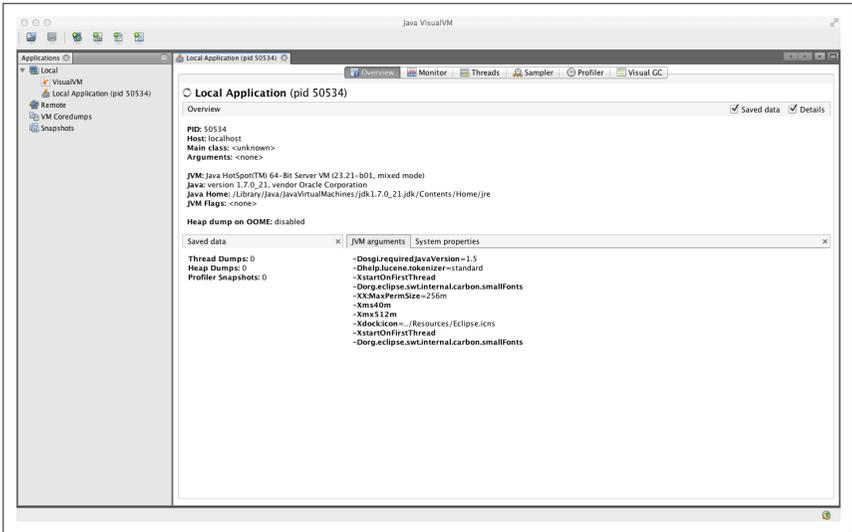 Java VisualVM
Applications
Local
VisualVM
Local Application (pid 50534)
Remote
VM Coredumps
Snapshots
Local Application (pid 50534)
Overview Monitor Threads Sampler Profiler Visual GC
Local Application (pid 50534)
Overview Saved data Details
PID: 50534
Host: localhost
Main class: <unknown>
Arguments: <none>
JVM: Java HotSpot(TM) 64-Bit Server VM (23.21-b01, mixed mode)
Java: version 1.7.0_21, vendor Oracle Corporation
Java Home: /Library/Java/JavaVirtualMachines/jdk1.7.0_21.jdk/Contents/Home/jre
JVM Flags: <none>
Heap dump on OOME: disabled
Saved data
Thread Dumps: 0
Heap Dumps: 0
Profiler Snapshots: 0
JVM arguments System properties
-Dosgi.requiredJavaVersion=1.5
-Dhelp.lucene.tokenizer=standard
-XstartOnFirstThread
-Dorg.eclipse.swt.internal.carbon.smallFonts
-XX:MaxPermSize=256m
-Xms40m
-Xmx512m
-Xdock:icon=../Resources/Eclipse.icns
-XstartOnFirstThread
-Dorg.eclipse.swt.internal.carbon.smallFonts